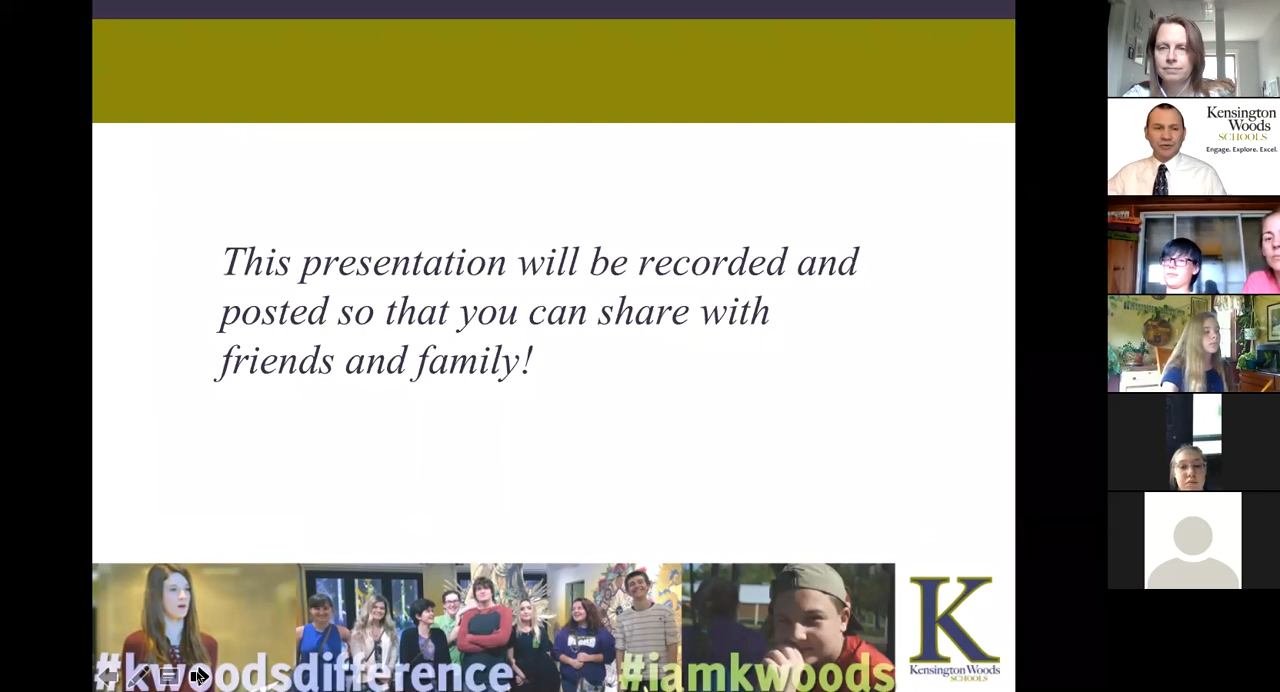 This presentation will be recorded and
posted so that you can share with
friends and family!
#kwoodsdifference
#iamkwoods
K
Kensington Woods
SCHOOLS
Kensington
Woods
SCHOOLS
Engage. Explore. Excel.